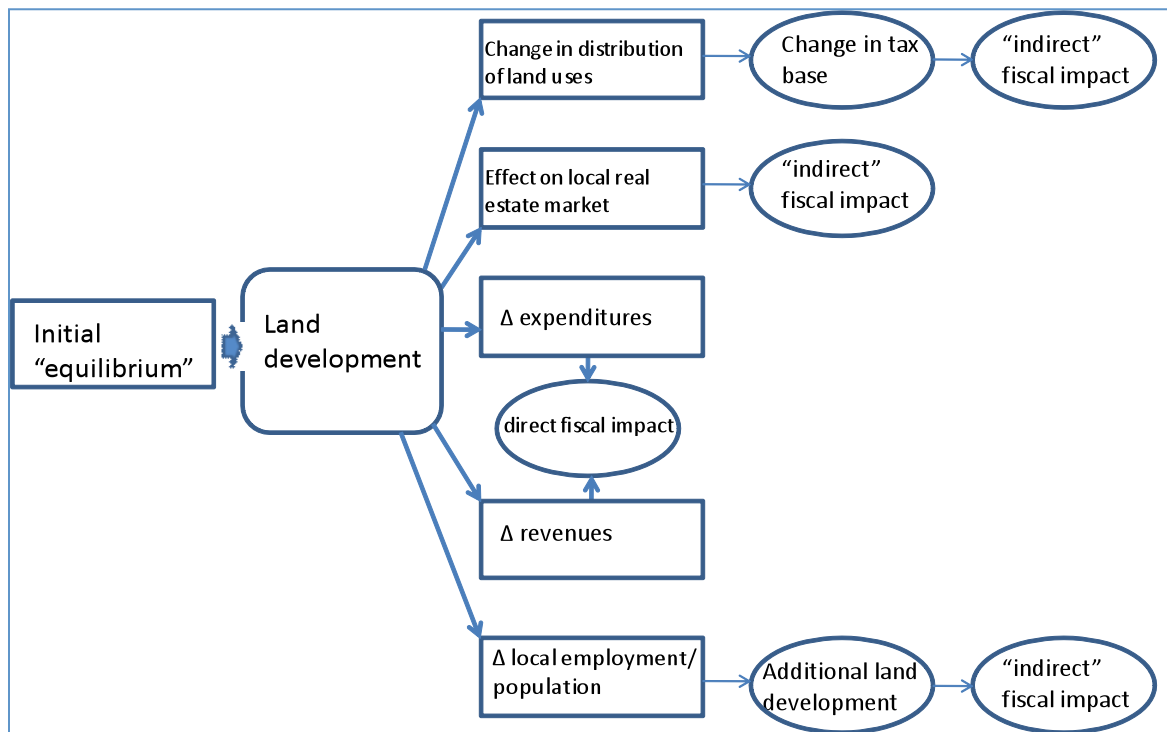 Change in distribution
of land uses
Change in tax
base
“indirect”
fiscal impact
Effect on local real
estate market
“indirect”
fiscal impact
Initial
“equilibrium”
Land
development
Δ expenditures
direct fiscal impact
Δ revenues
Δ local employment/
population
Additional land
development
“indirect”
fiscal impact